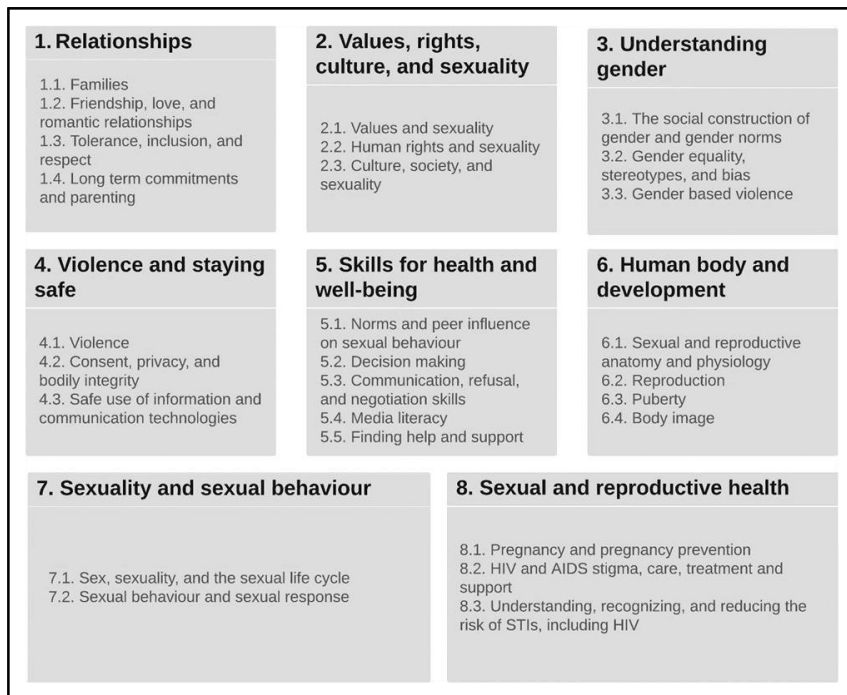 1. Relationships
1.1. Families
1.2. Friendship, love, and
romantic relationships
1.3. Tolerance, inclusion, and
respect
1.4. Long term commitments
and parenting
2. Values, rights,
culture, and sexuality
2.1. Values and sexuality
2.2. Human rights and sexuality
2.3. Culture, society, and
sexuality
3. Understanding
gender
3.1. The social construction of
gender and gender norms
3.2. Gender equality,
stereotypes, and bias
3.3. Gender based violence
4. Violence and staying
safe
4.1. Violence
4.2. Consent, privacy, and
bodily integrity
4.3. Safe use of information and
communication technologies
5. Skills for health and
well-being
5.1. Norms and peer influence
on sexual behaviour
5.2. Decision making
5.3. Communication, refusal,
and negotiation skills
5.4. Media literacy
5.5. Finding help and support
6. Human body and
development
6.1. Sexual and reproductive
anatomy and physiology
6.2. Reproduction
6.3. Puberty
6.4. Body image
7. Sexuality and sexual behaviour
7.1. Sex, sexuality, and the sexual life cycle
7.2. Sexual behaviour and sexual response
8. Sexual and reproductive health
8.1. Pregnancy and pregnancy prevention
8.2. HIV and AIDS stigma, care, treatment and
support
8.3. Understanding, recognizing, and reducing the
risk of STIs, including HIV